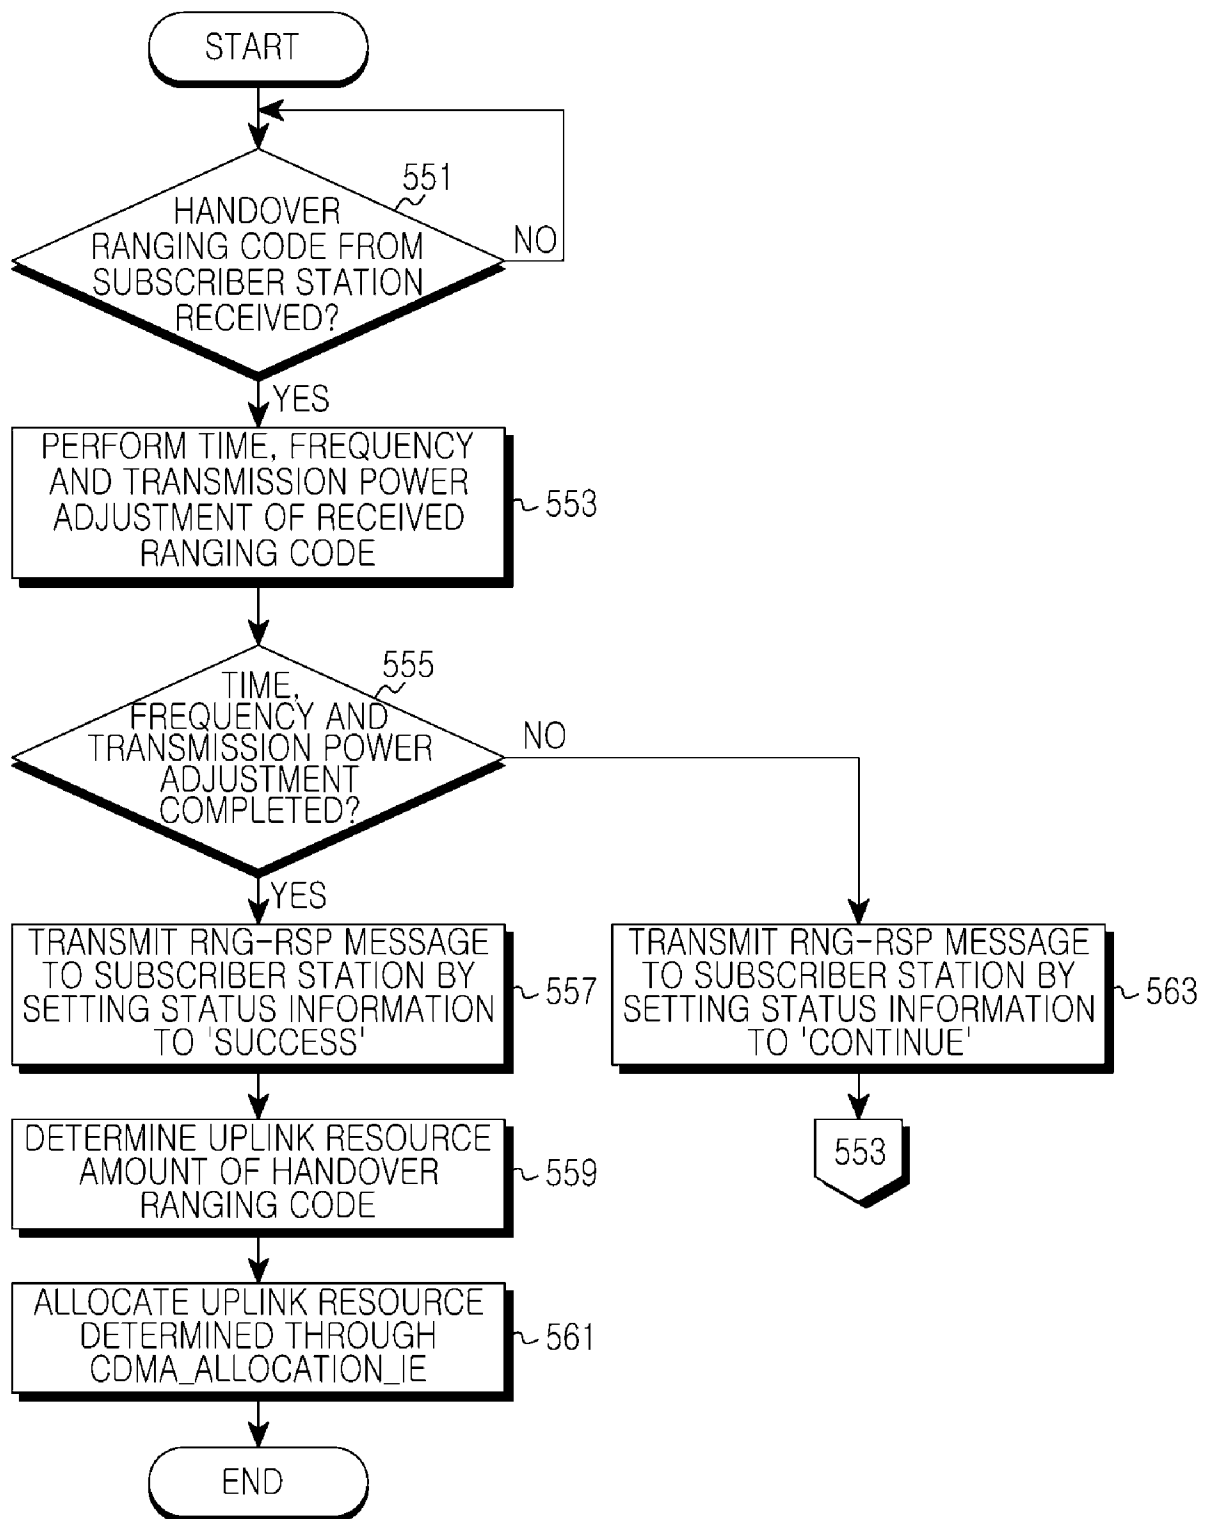 START
551
HANDOVER
RANGING CODE FROM
SUBSCRIBER STATION
RECEIVED?
NO
YES
PERFORM TIME, FREQUENCY
AND TRANSMISSION POWER
ADJUSTMENT OF RECEIVED
RANGING CODE
553
555
TIME,
FREQUENCY AND
TRANSMISSION POWER
ADJUSTMENT
COMPLETED?
NO
YES
TRANSMIT RNG-RSP MESSAGE
TO SUBSCRIBER STATION BY
SETTING STATUS INFORMATION
TO 'SUCCESS'
557
TRANSMIT RNG-RSP MESSAGE
TO SUBSCRIBER STATION BY
SETTING STATUS INFORMATION
TO 'CONTINUE'
563
553
DETERMINE UPLINK RESOURCE
AMOUNT OF HANDOVER
RANGING CODE
559
ALLOCATE UPLINK RESOURCE
DETERMINED THROUGH
CDMA_ALLOCATION_IE
561
END